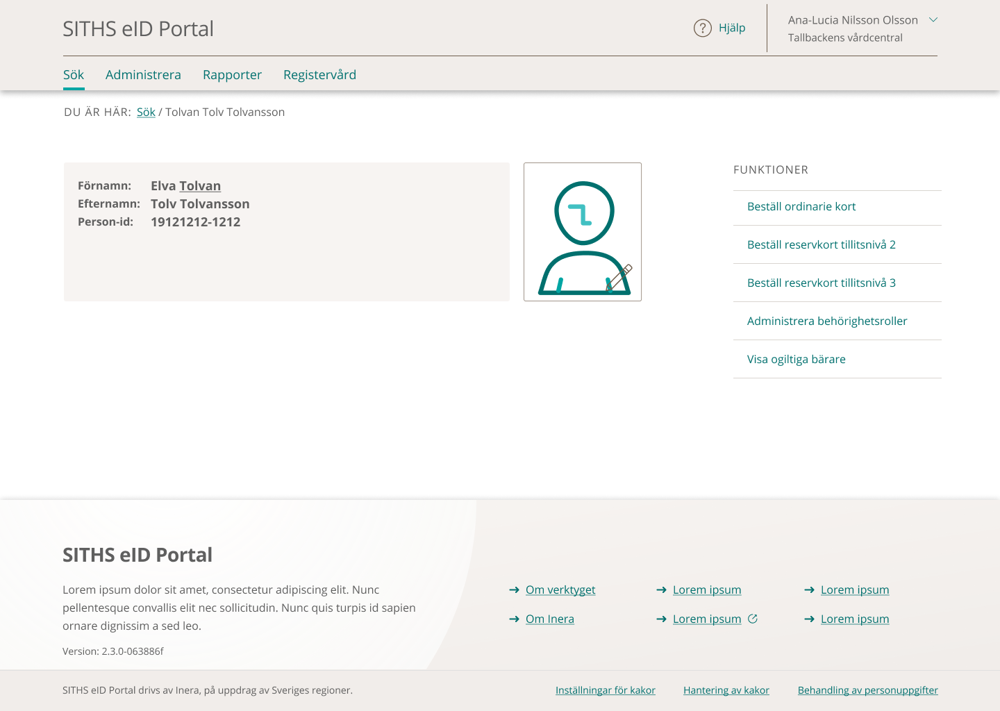 SITHS eID Portal
Hjälp
Ana-Lucia Nilsson Olsson
Tallbackens vårdcentral
Sök Administrera Rapporter Registervård
DU ÄR HÄR: Sök / Tolvan Tolv Tolvansson
Förnamn: Elva Tolvan
Efternamn: Tolv Tolvansson
Person-id: 19121212-1212
FUNKTIONER
Beställ ordinarie kort
Beställ reservkort tillitsnivå 2
Beställ reservkort tillitsnivå 3
Administrera behörighetsroller
Visa ogiltiga bärare
SITHS eID Portal
Lorem ipsum dolor sit amet, consectetur adipiscing elit. Nunc
pellentesque convallis elit nec sollicitudin. Nunc quis turpis id sapien
ornare dignissim a sed leo.
Version: 2.3.0-063886f
Om verktyget Lorem ipsum Lorem ipsum
Om Inera Lorem ipsum Lorem ipsum
SITHS eID Portal drivs av Inera, på uppdrag av Sveriges regioner.
Inställningar för kakor Hantering av kakor Behandling av personuppgifter